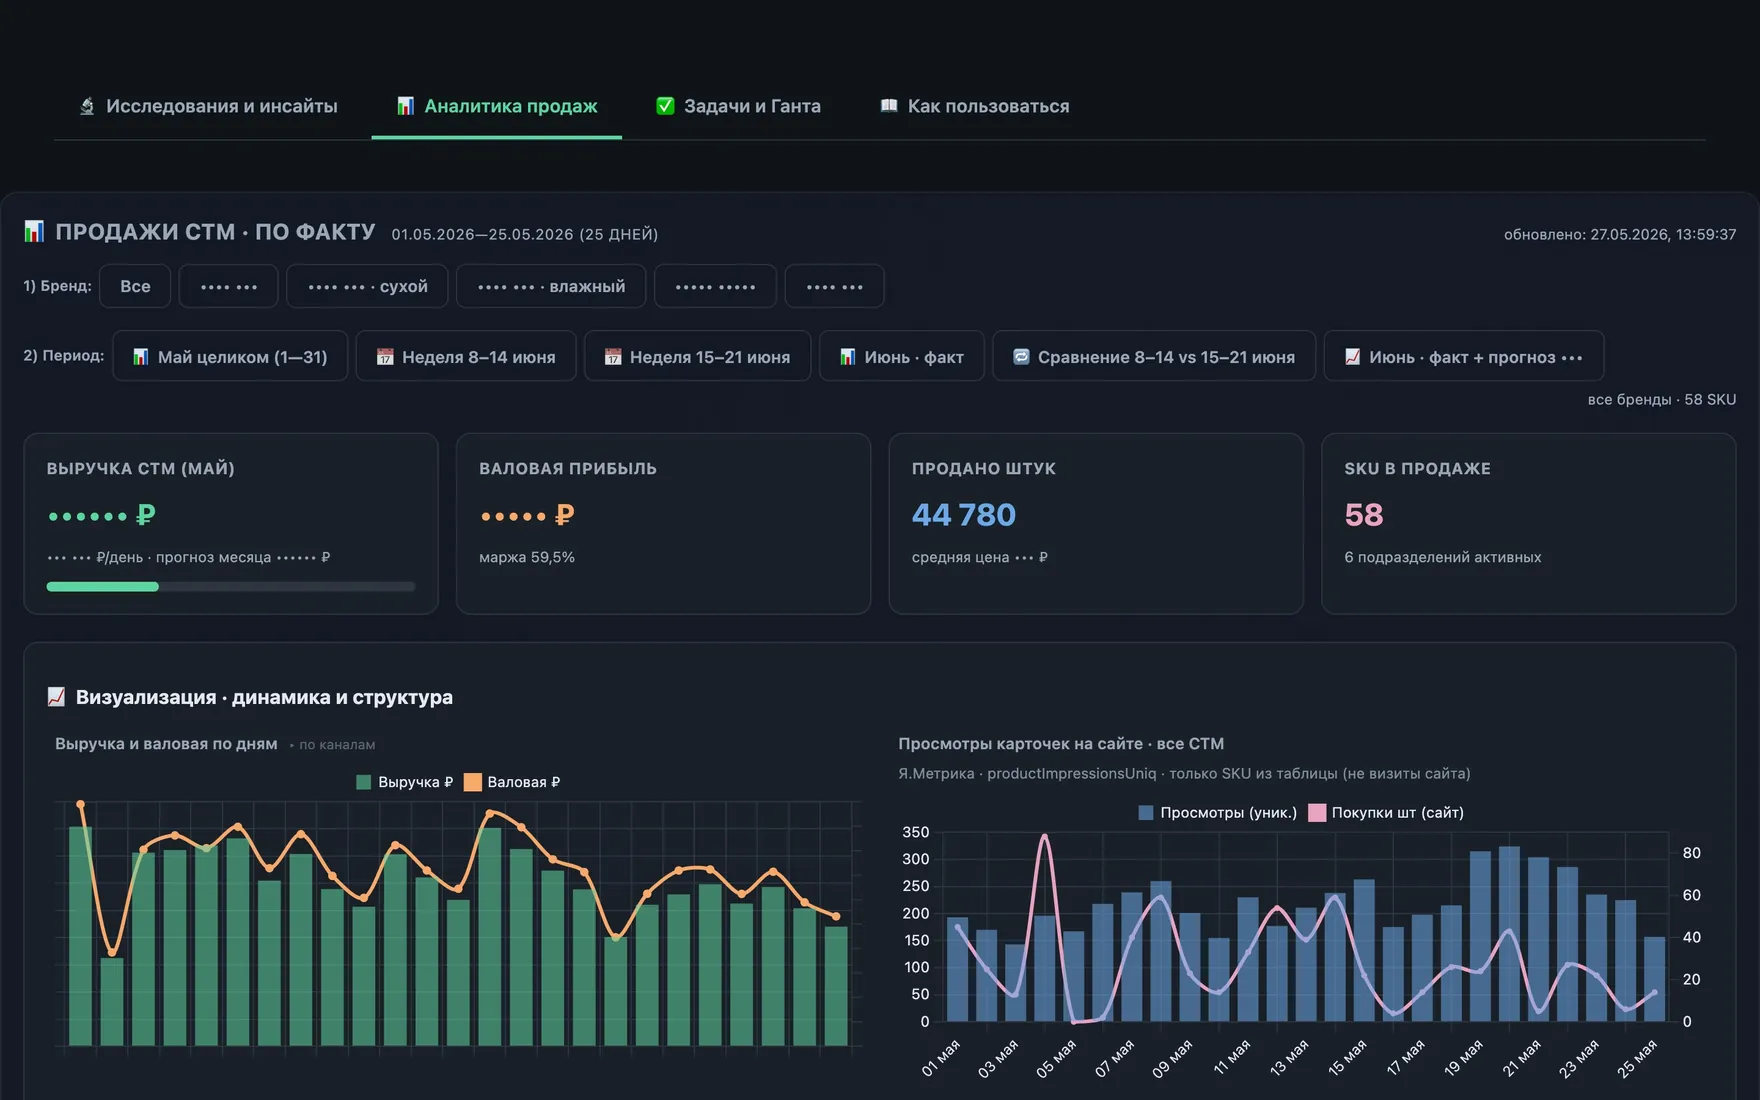 Исследования и инсайты
Аналитика продаж
Задачи и Ганта
Как пользоваться
ПРОДАЖИ СТМ · ПО ФАКТУ 01.05.2026—25.05.2026 (25 ДНЕЙ)
обновлено: 27.05.2026, 13:59:37
1) Бренд: Все •••• ••• •••• ••• · сухой •••• ••• · влажный ••••• ••••• •••• •••
2) Период: Май целиком (1—31) Неделя 8–14 июня Неделя 15–21 июня Июнь · факт Сравнение 8–14 vs 15–21 июня Июнь · факт + прогноз •••
все бренды · 58 SKU
ВЫРУЧКА СТМ (МАЙ)
•••••• ₽
••• ••• ₽/день · прогноз месяца •••••• ₽
ВАЛОВАЯ ПРИБЫЛЬ
••••• ₽
маржа 59,5%
ПРОДАНО ШТУК
44 780
средняя цена ••• ₽
SKU В ПРОДАЖЕ
58
6 подразделений активных
Визуализация · динамика и структура
Выручка и валовая по дням ▸ по каналам
Выручка ₽ Валовая ₽
Просмотры карточек на сайте · все СТМ
Я.Метрика · productImpressionsUniq · только SKU из таблицы (не визиты сайта)
Просмотры (уник.) Покупки шт (сайт)
350
300
250
200
150
100
50
0
80
60
40
20
0
01 мая 03 мая 05 мая 07 мая 09 мая 11 мая 13 мая 15 мая 17 мая 19 мая 21 мая 23 мая 25 мая